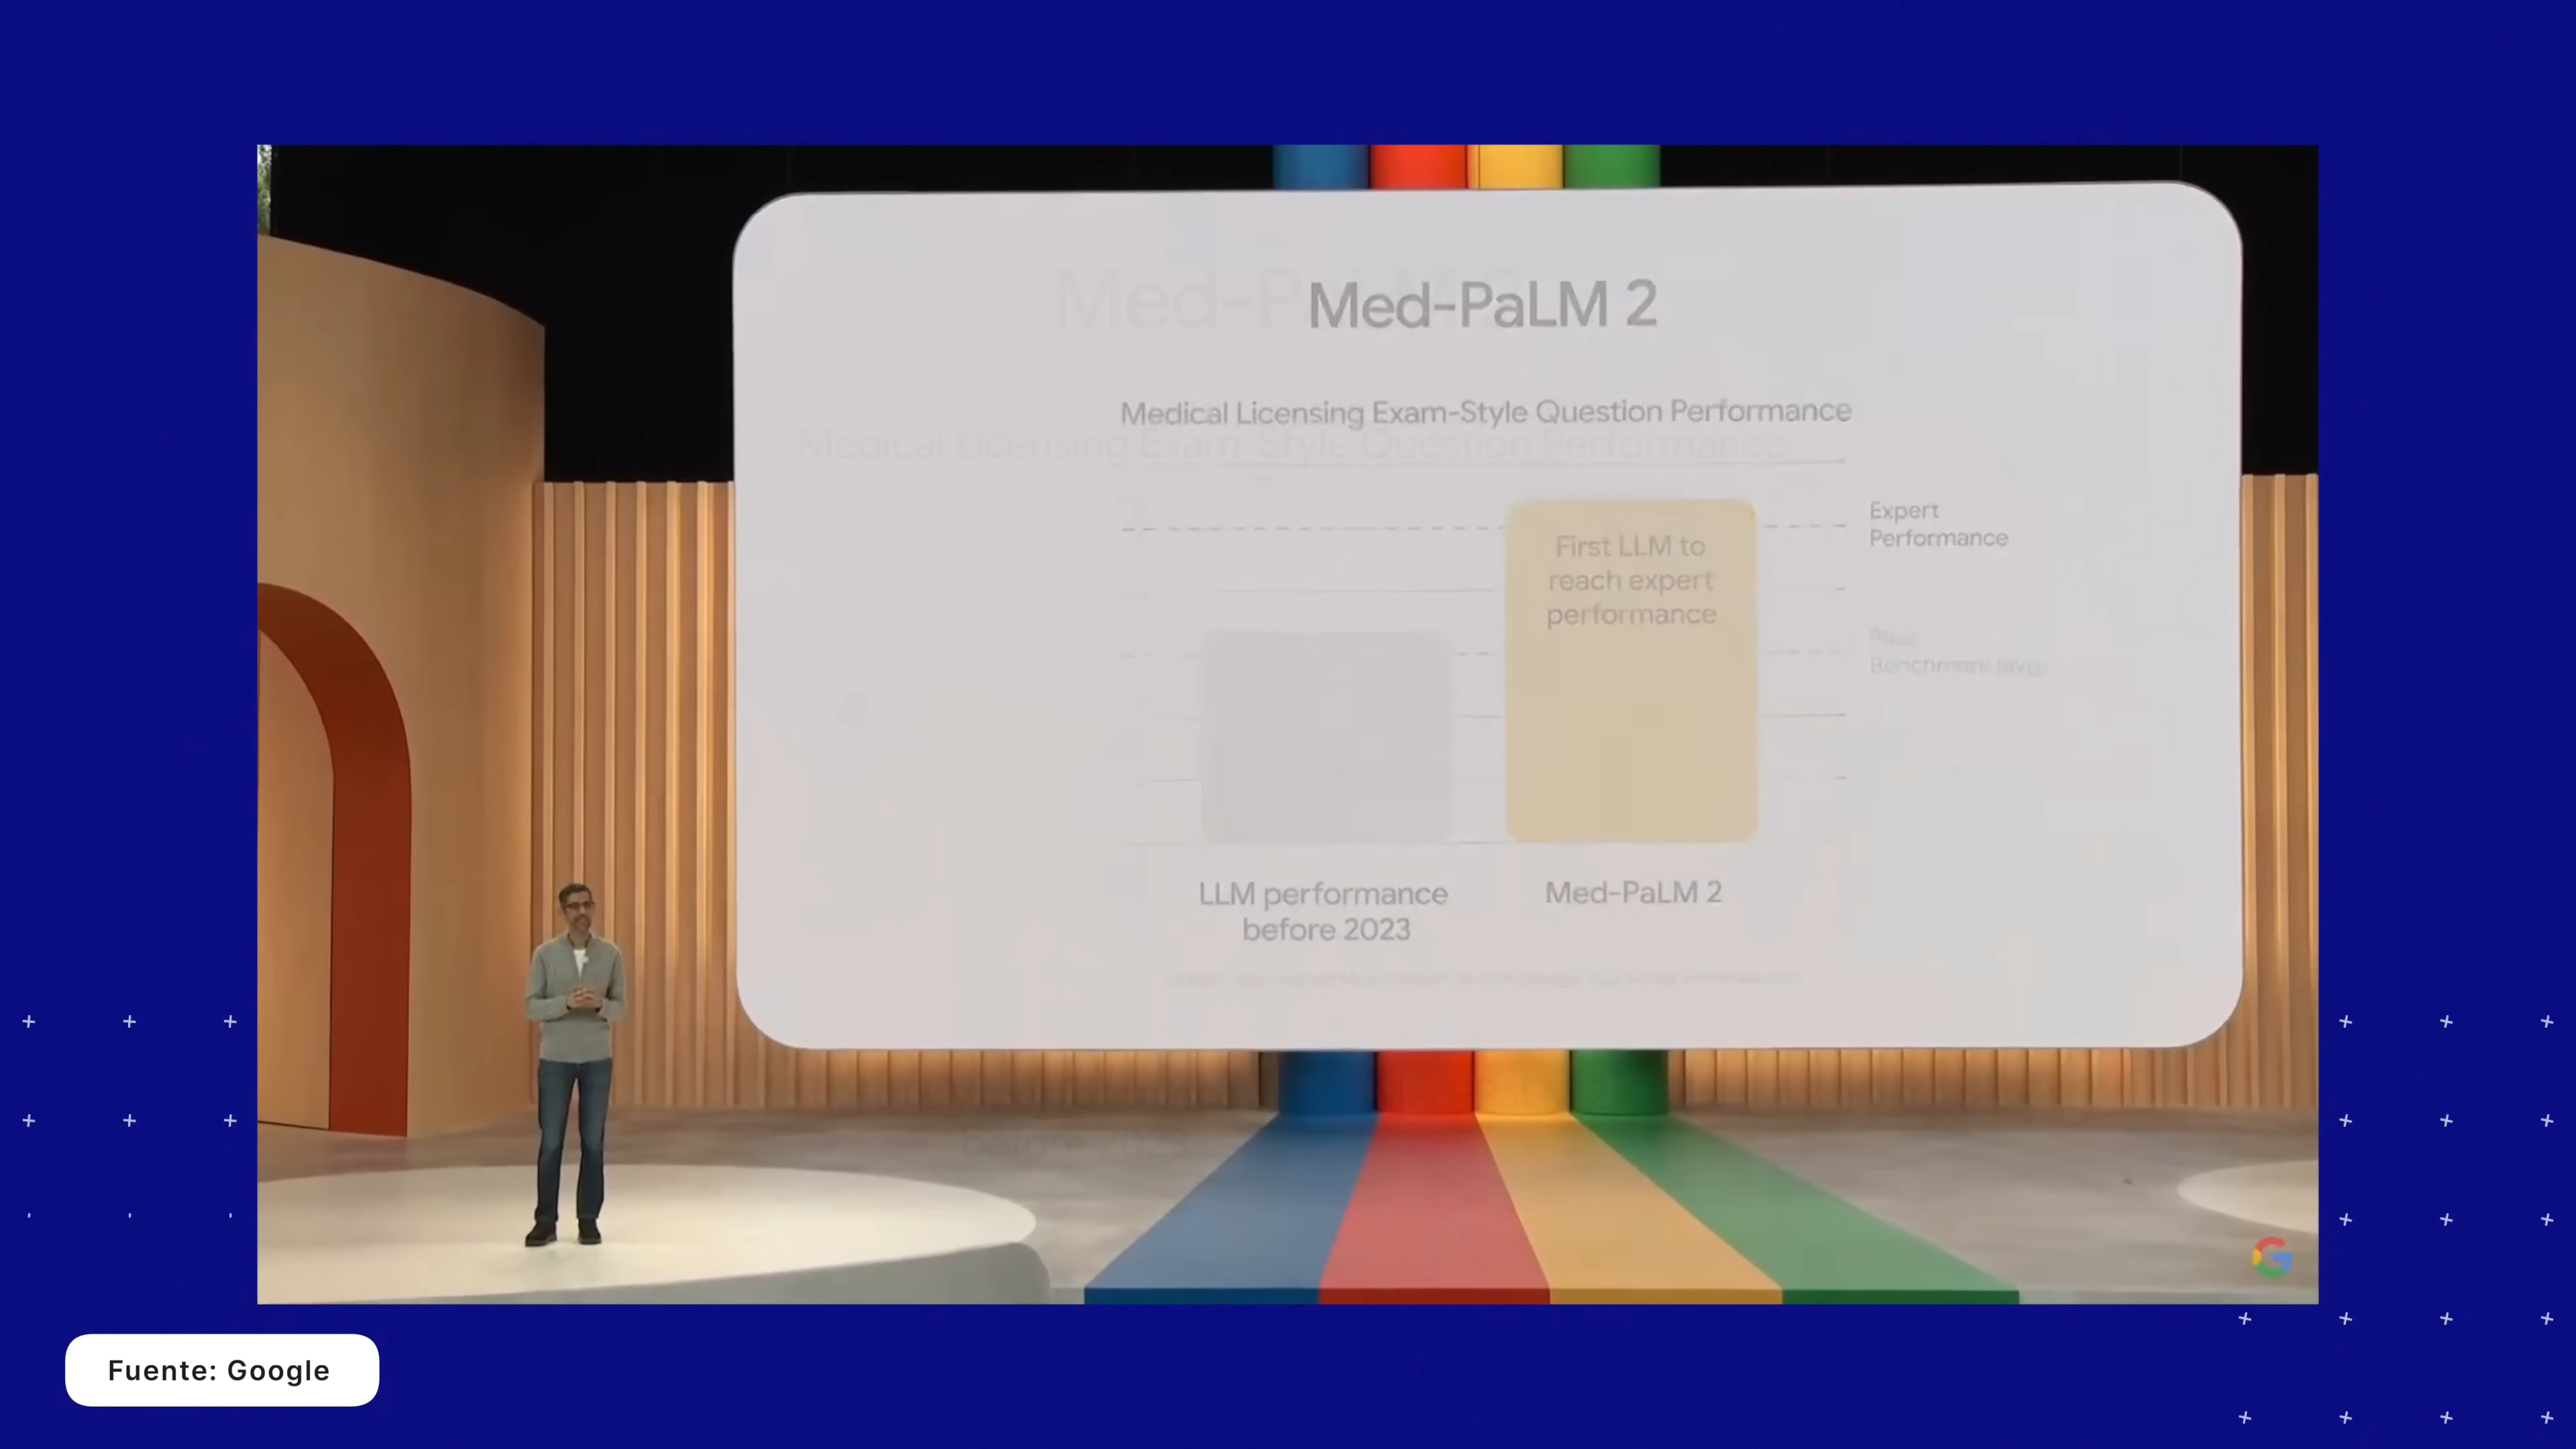 Med-PaLM 2
Medical Licensing Exam-Style Question Performance
Expert
Performance
First LLM to
reach expert
performance
Benchmark
LLM performance
before 2023
Med-PaLM 2
Fuente: Google